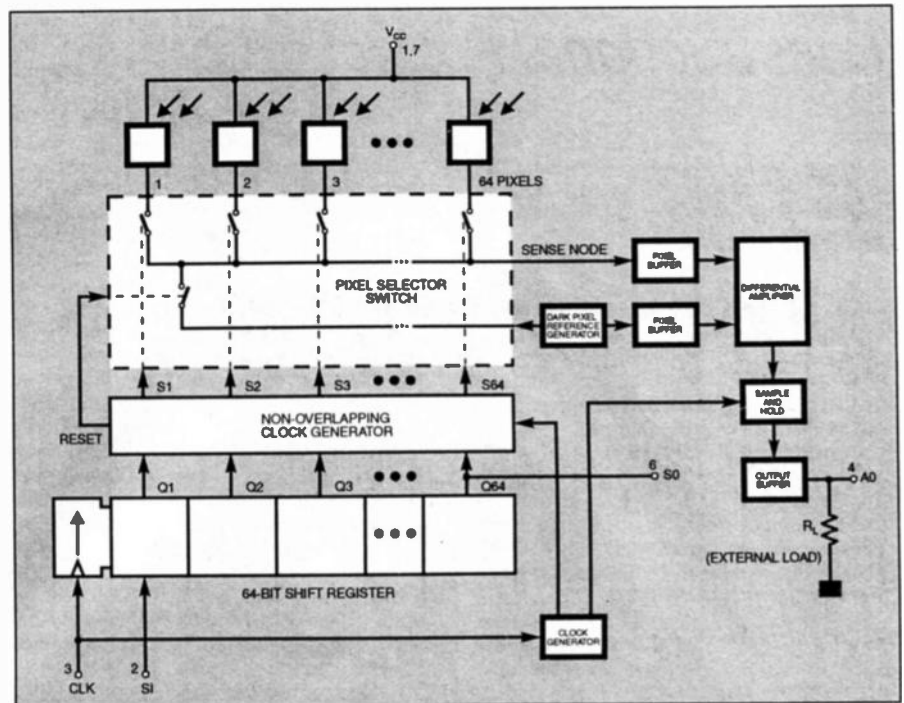 VCC
1,7
1
2
3
64 PIXELS
SENSE NODE
PIXEL SELECTOR
SWITCH
PIXEL
BUFFER
DIFFERENTIAL
AMPLIFIER
DARK PIXEL
REFERENCE
GENERATOR
PIXEL
BUFFER
S1
S2
S3
S64
RESET
NON-OVERLAPPING
CLOCK GENERATOR
SAMPLE
AND
HOLD
Q1
Q2
Q3
Q64
6
S0
OUTPUT
BUFFER
4
A0
RL
(EXTERNAL LOAD)
64-BIT SHIFT REGISTER
CLOCK
GENERATOR
3
CLK
2
SI